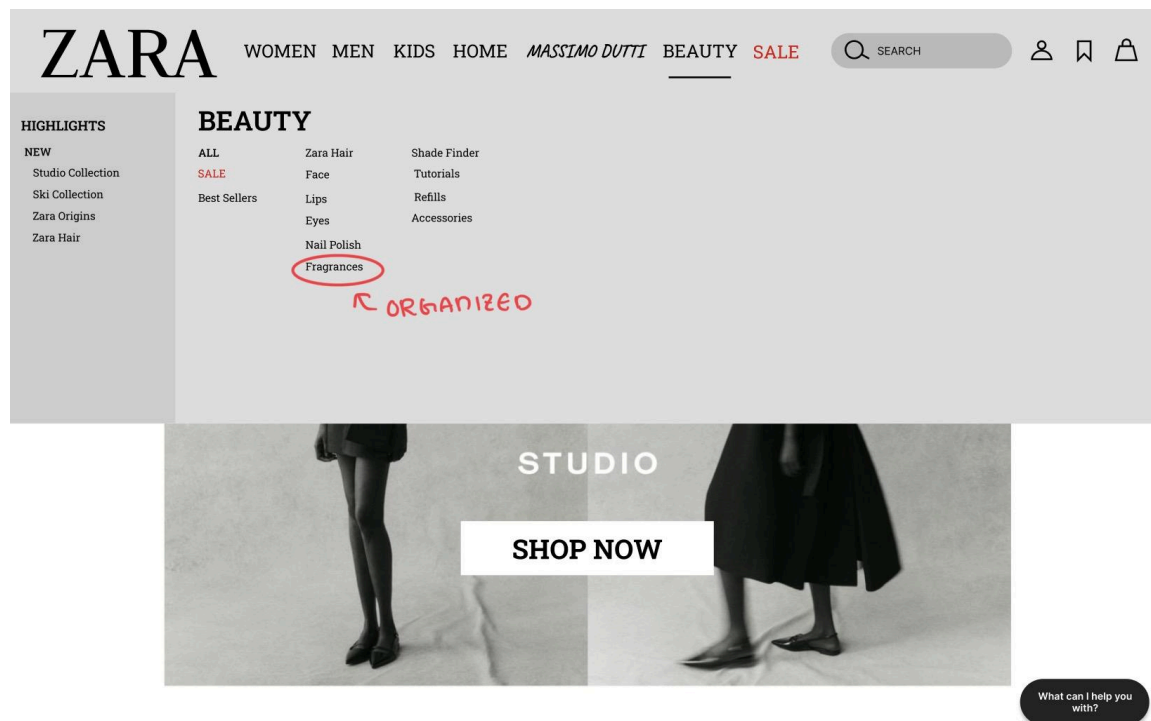 ZARA WOMEN MEN KIDS HOME MASSIMO DUTTI BEAUTY SALE SEARCH
HIGHLIGHTS
NEW
Studio Collection
Ski Collection
Zara Origins
Zara Hair
BEAUTY
ALL
SALE
Best Sellers
Zara Hair
Face
Lips
Eyes
Nail Polish
Fragrances
Shade Finder
Tutorials
Refills
Accessories
ORGANIZED
STUDIO
SHOP NOW
What can I help you
with?